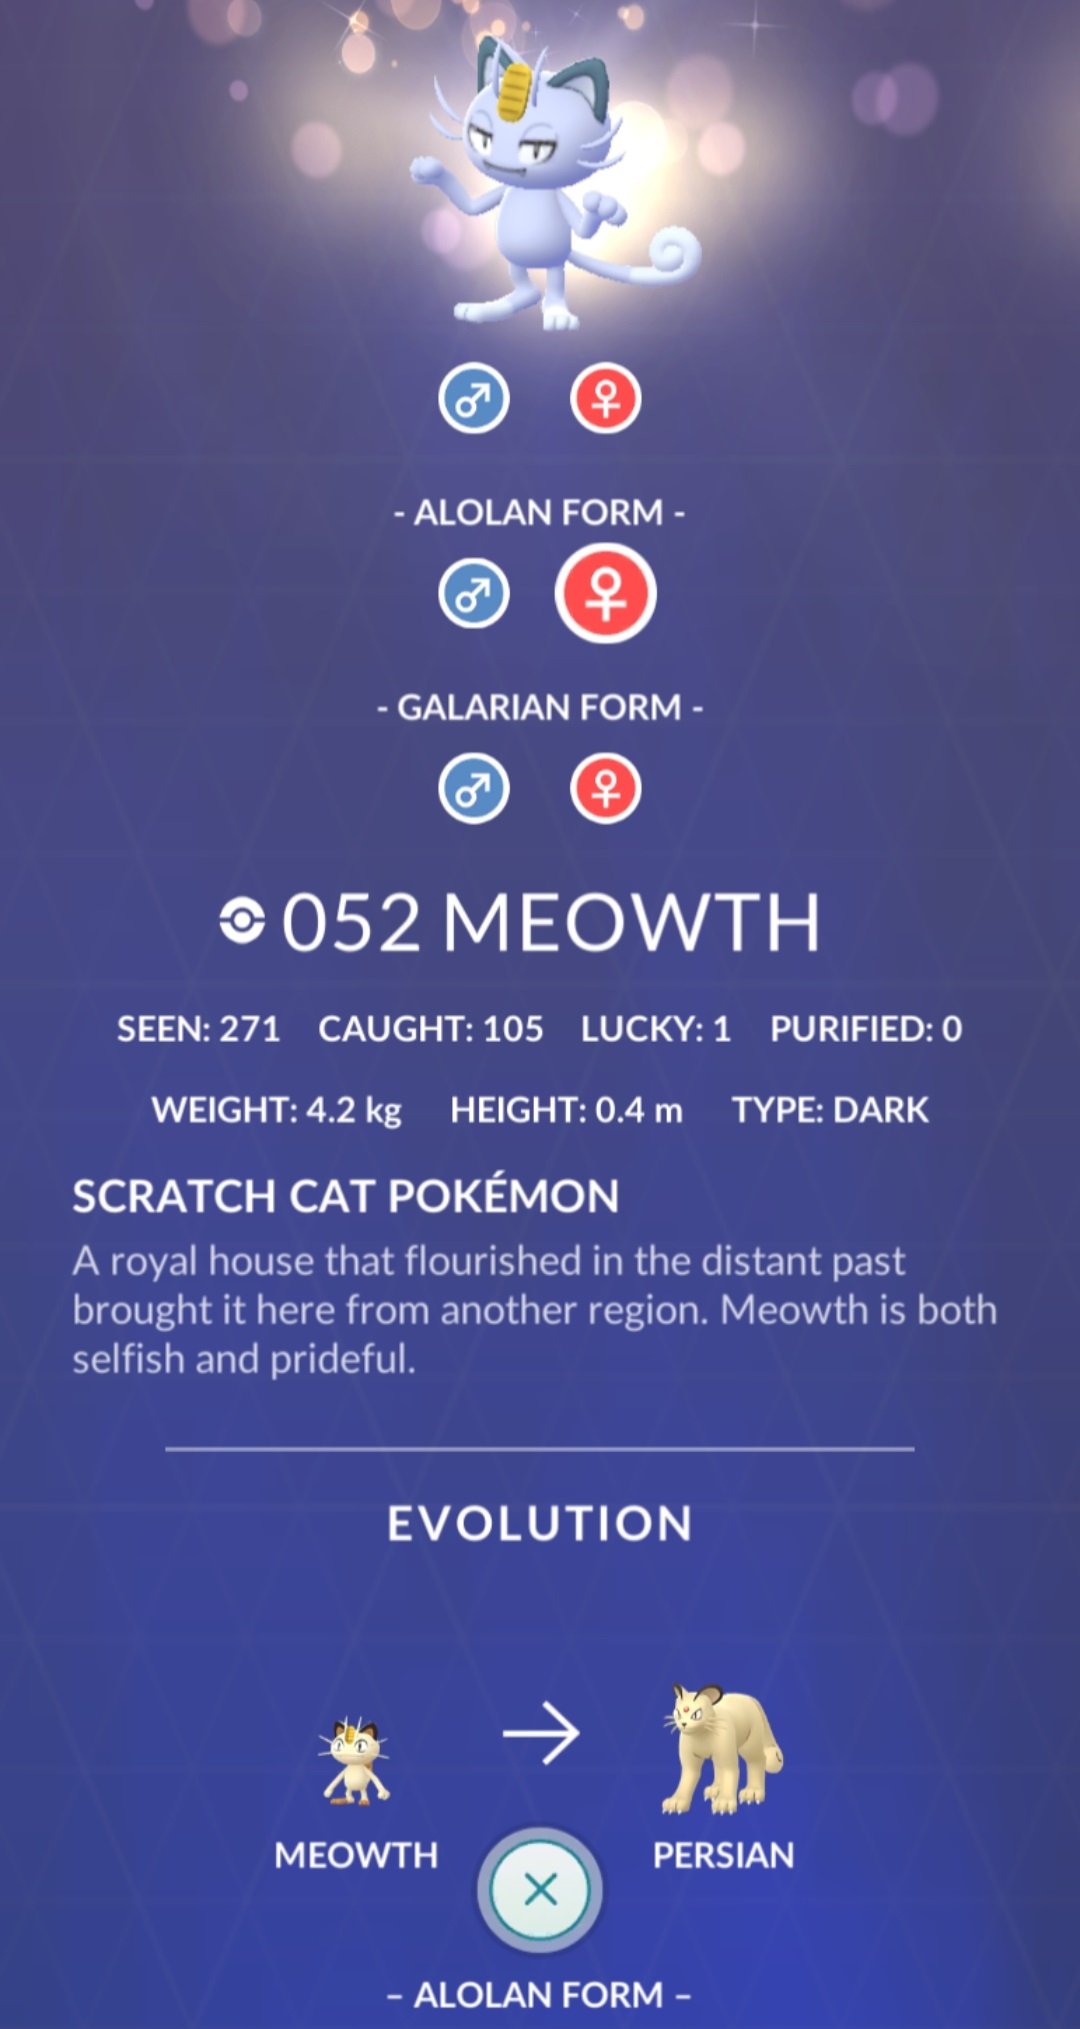 - ALOLAN FORM -
- GALARIAN FORM -
052 MEOWTH
SEEN: 271 CAUGHT: 105 LUCKY: 1 PURIFIED: 0
WEIGHT: 4.2 kg HEIGHT: 0.4 m TYPE: DARK
SCRATCH CAT POKÉMON
A royal house that flourished in the distant past
brought it here from another region. Meowth is both
selfish and prideful.
EVOLUTION
MEOWTH PERSIAN
– ALOLAN FORM –